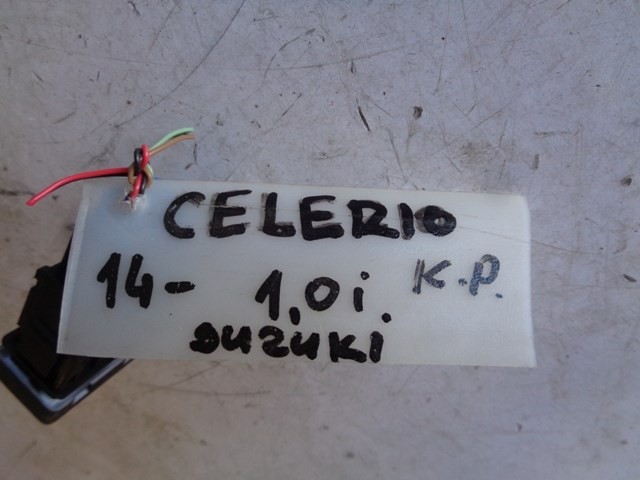 CELERIO
14- 1,0i. K.P.
SUZUKI